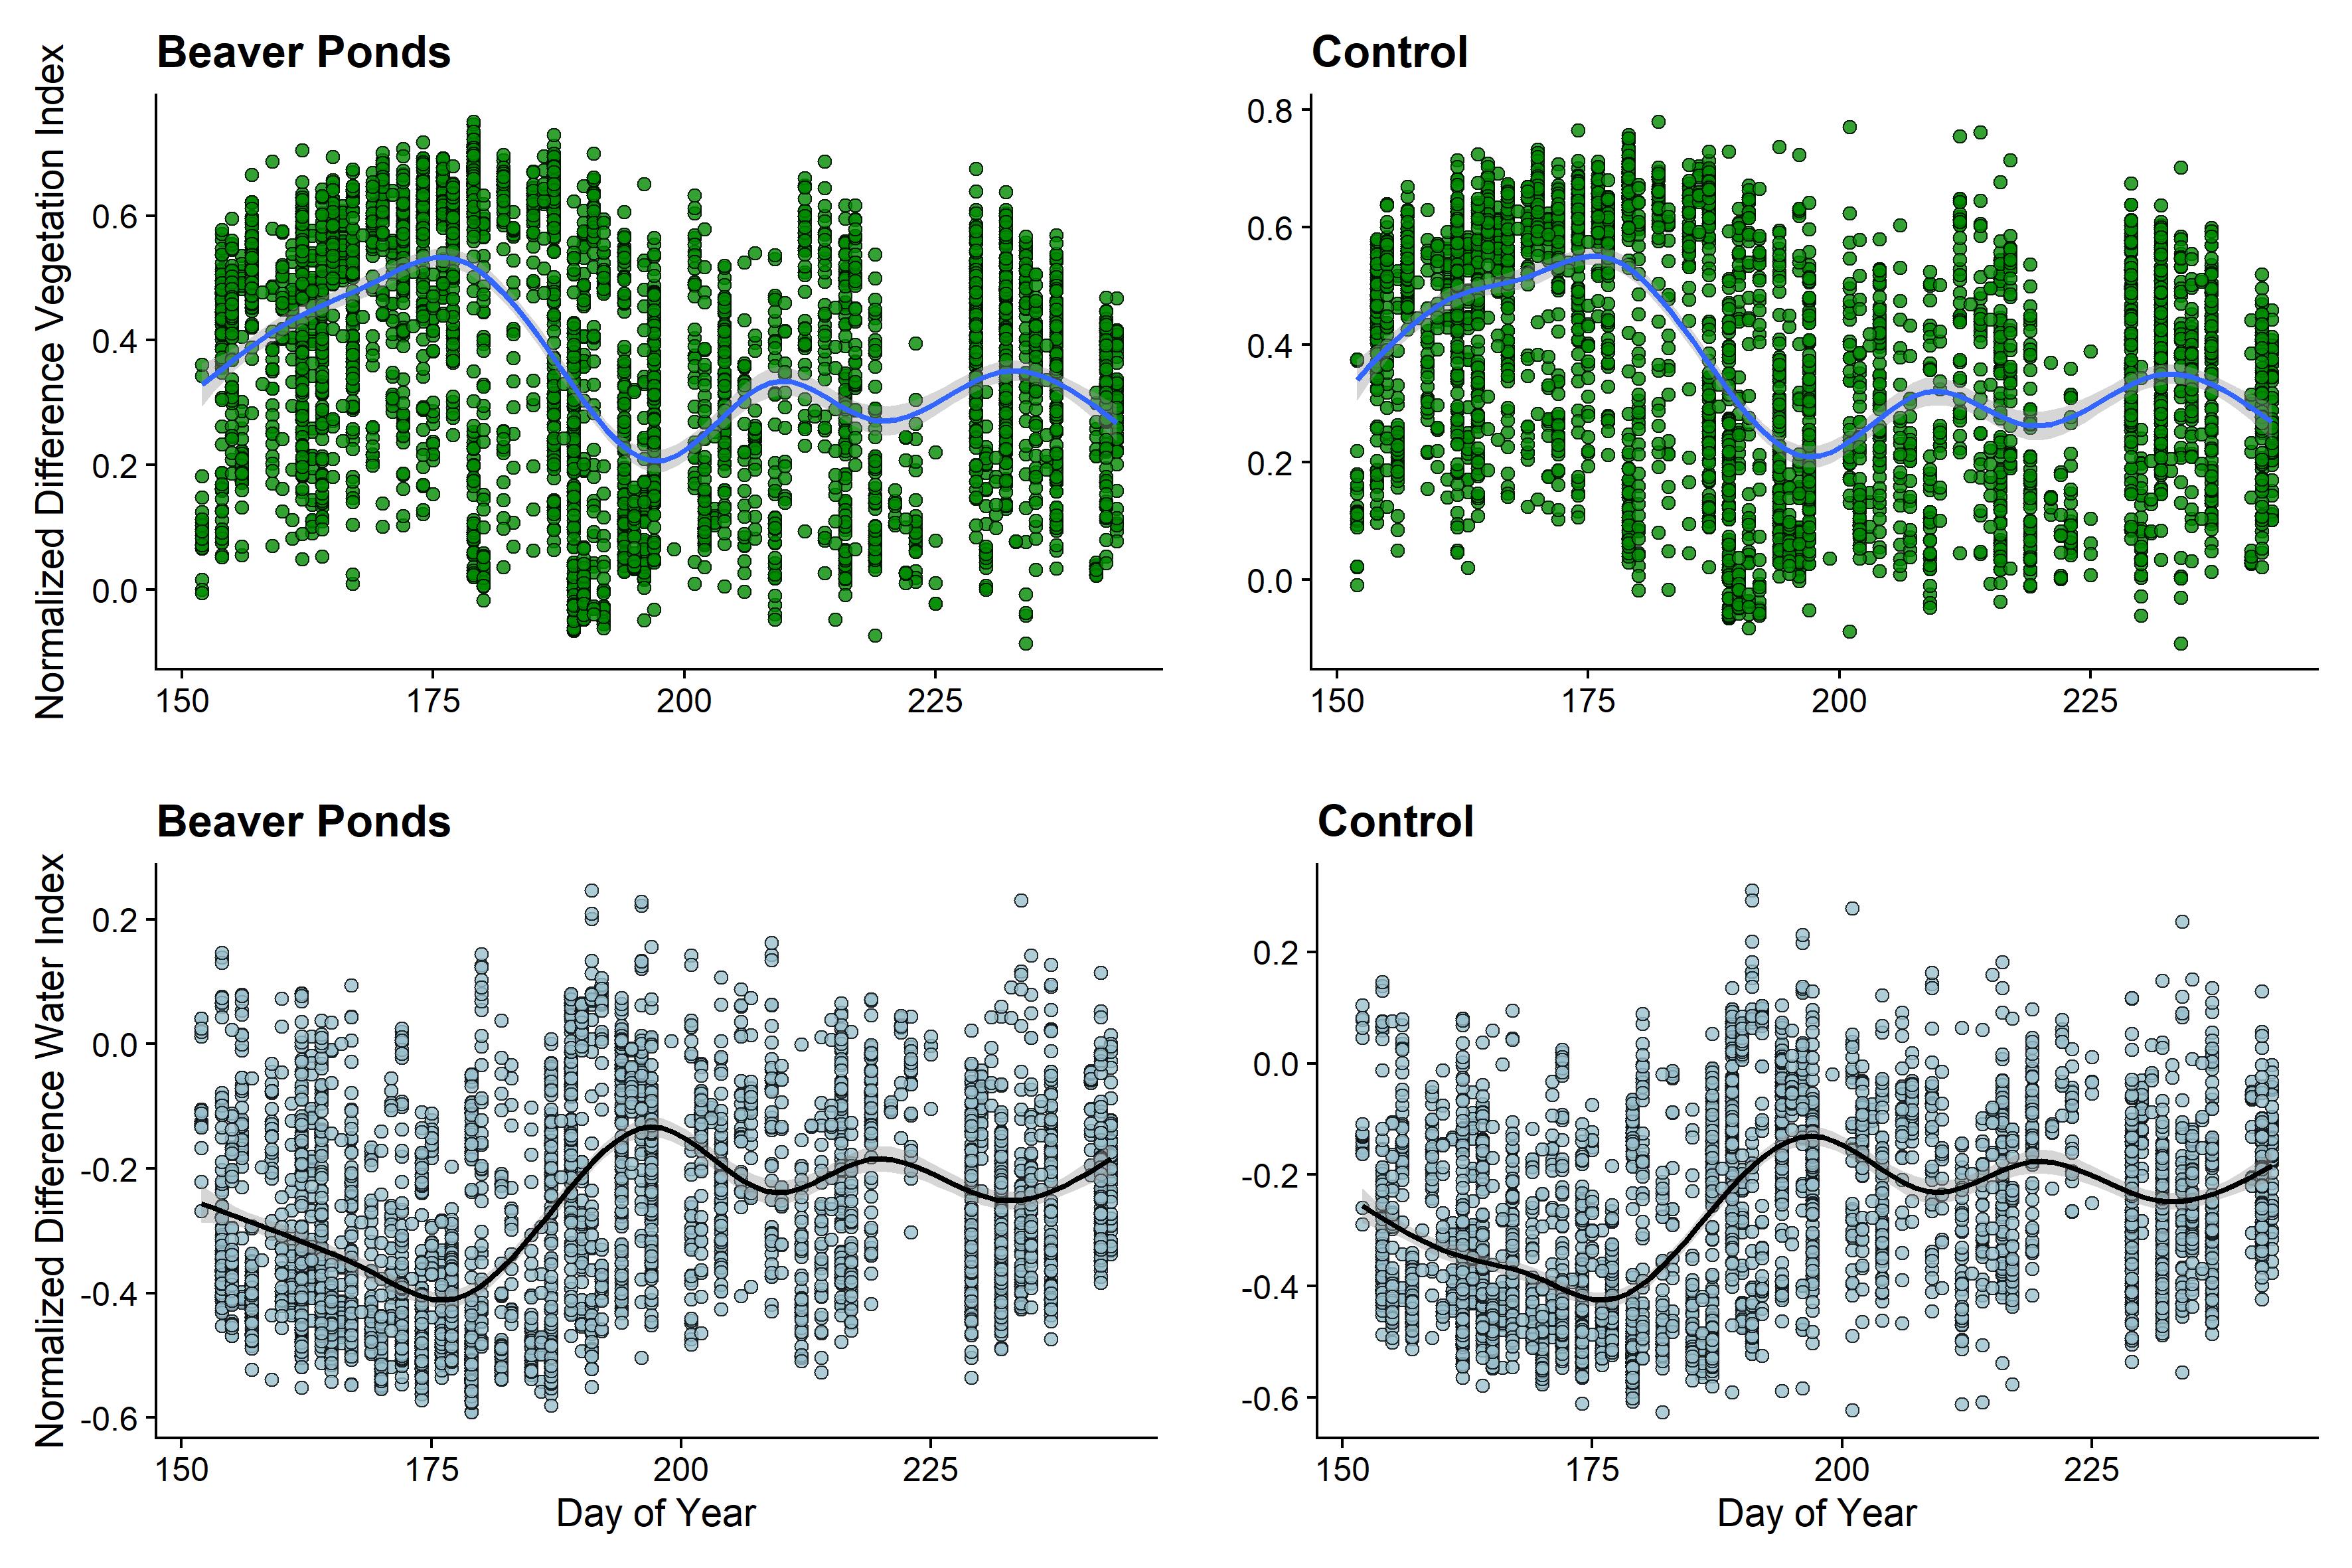 Beaver Ponds
Control
Normalized Difference Vegetation Index
0.6
0.4
0.2
0.0
150 175 200 225
0.8
0.6
0.4
0.2
0.0
150 175 200 225
Beaver Ponds
Control
Normalized Difference Water Index
0.2
0.0
-0.2
-0.4
-0.6
150 175 200 225
Day of Year
0.2
0.0
-0.2
-0.4
-0.6
150 175 200 225
Day of Year